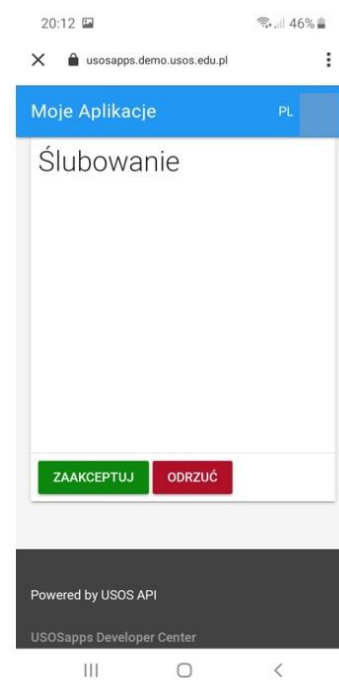 20:12 46%
usosapps.demo.usos.edu.pl
Moje Aplikacje PL
Ślubowanie
ZAAKCEPTUJ ODRZUĆ
Powered by USOS API
USOSapps Developer Center